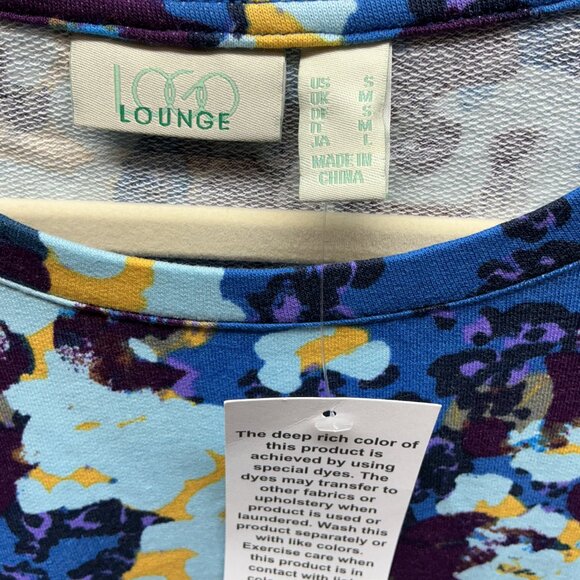 LOGO
LOUNGE
US S
UK M
DE S
IT M
JA L
MADE IN
CHINA
The deep rich color of
this product is
achieved by using
special dyes. The
dyes may transfer to
other fabrics or
upholstery when
product is used or
laundered. Wash this
product separately or
with like colors.
Exercise care when
this product is in
contact with